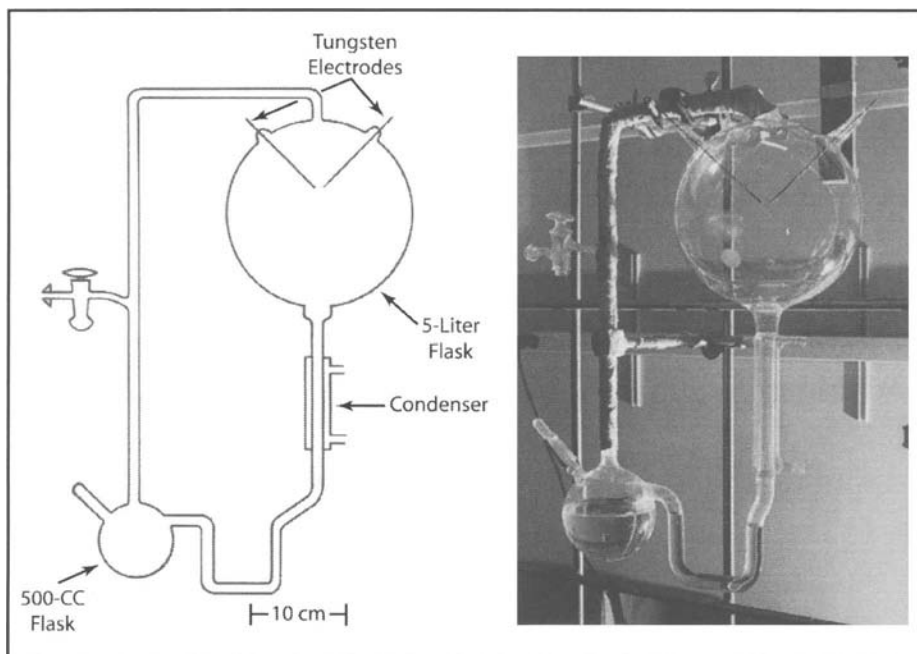 Tungsten
Electrodes
5-Liter
Flask
Condenser
500-CC
Flask
10 cm